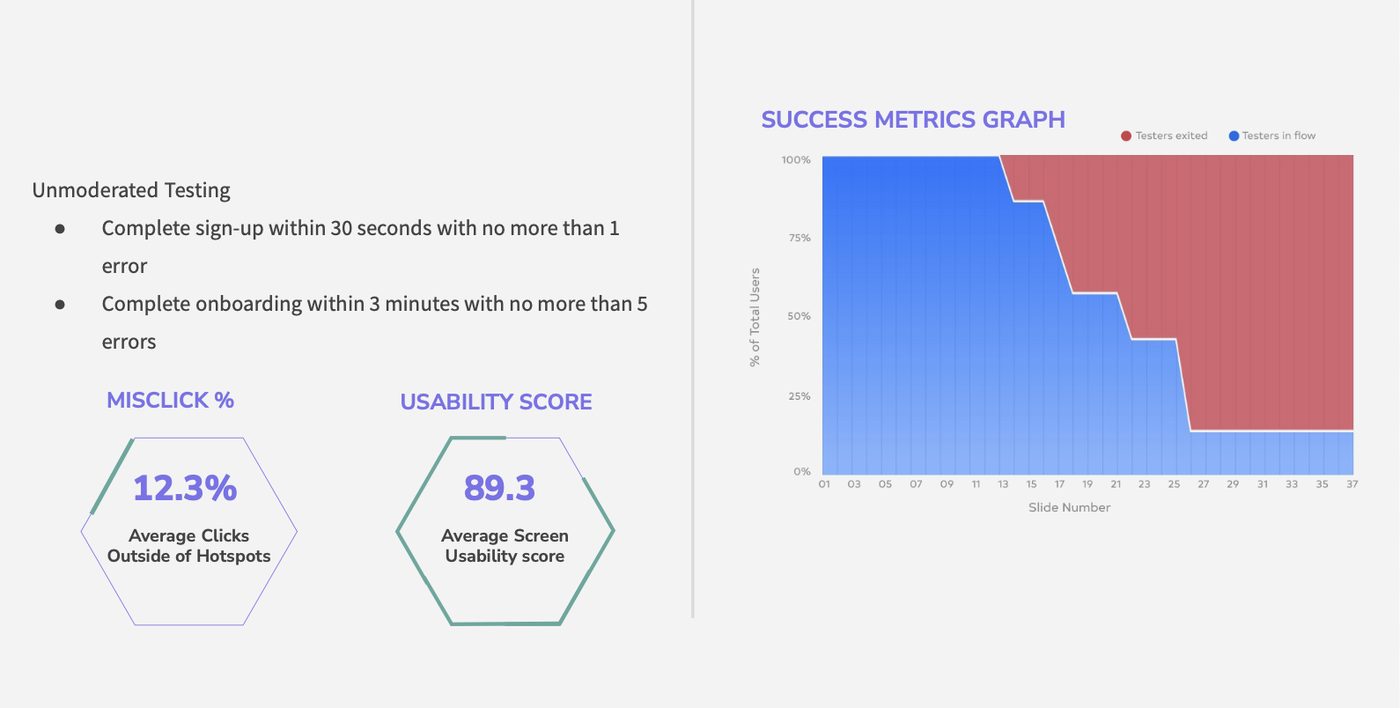 Unmoderated Testing
● Complete sign-up within 30 seconds with no more than 1
error
● Complete onboarding within 3 minutes with no more than 5
errors
MISCLICK %
12.3%
Average Clicks
Outside of Hotspots
USABILITY SCORE
89.3
Average Screen
Usability score
SUCCESS METRICS GRAPH
Testers exited Testers in flow
% of Total Users
100%
75%
50%
25%
0%
01 03 05 07 09 11 13 15 17 19 21 23 25 27 29 31 33 35 37
Slide Number